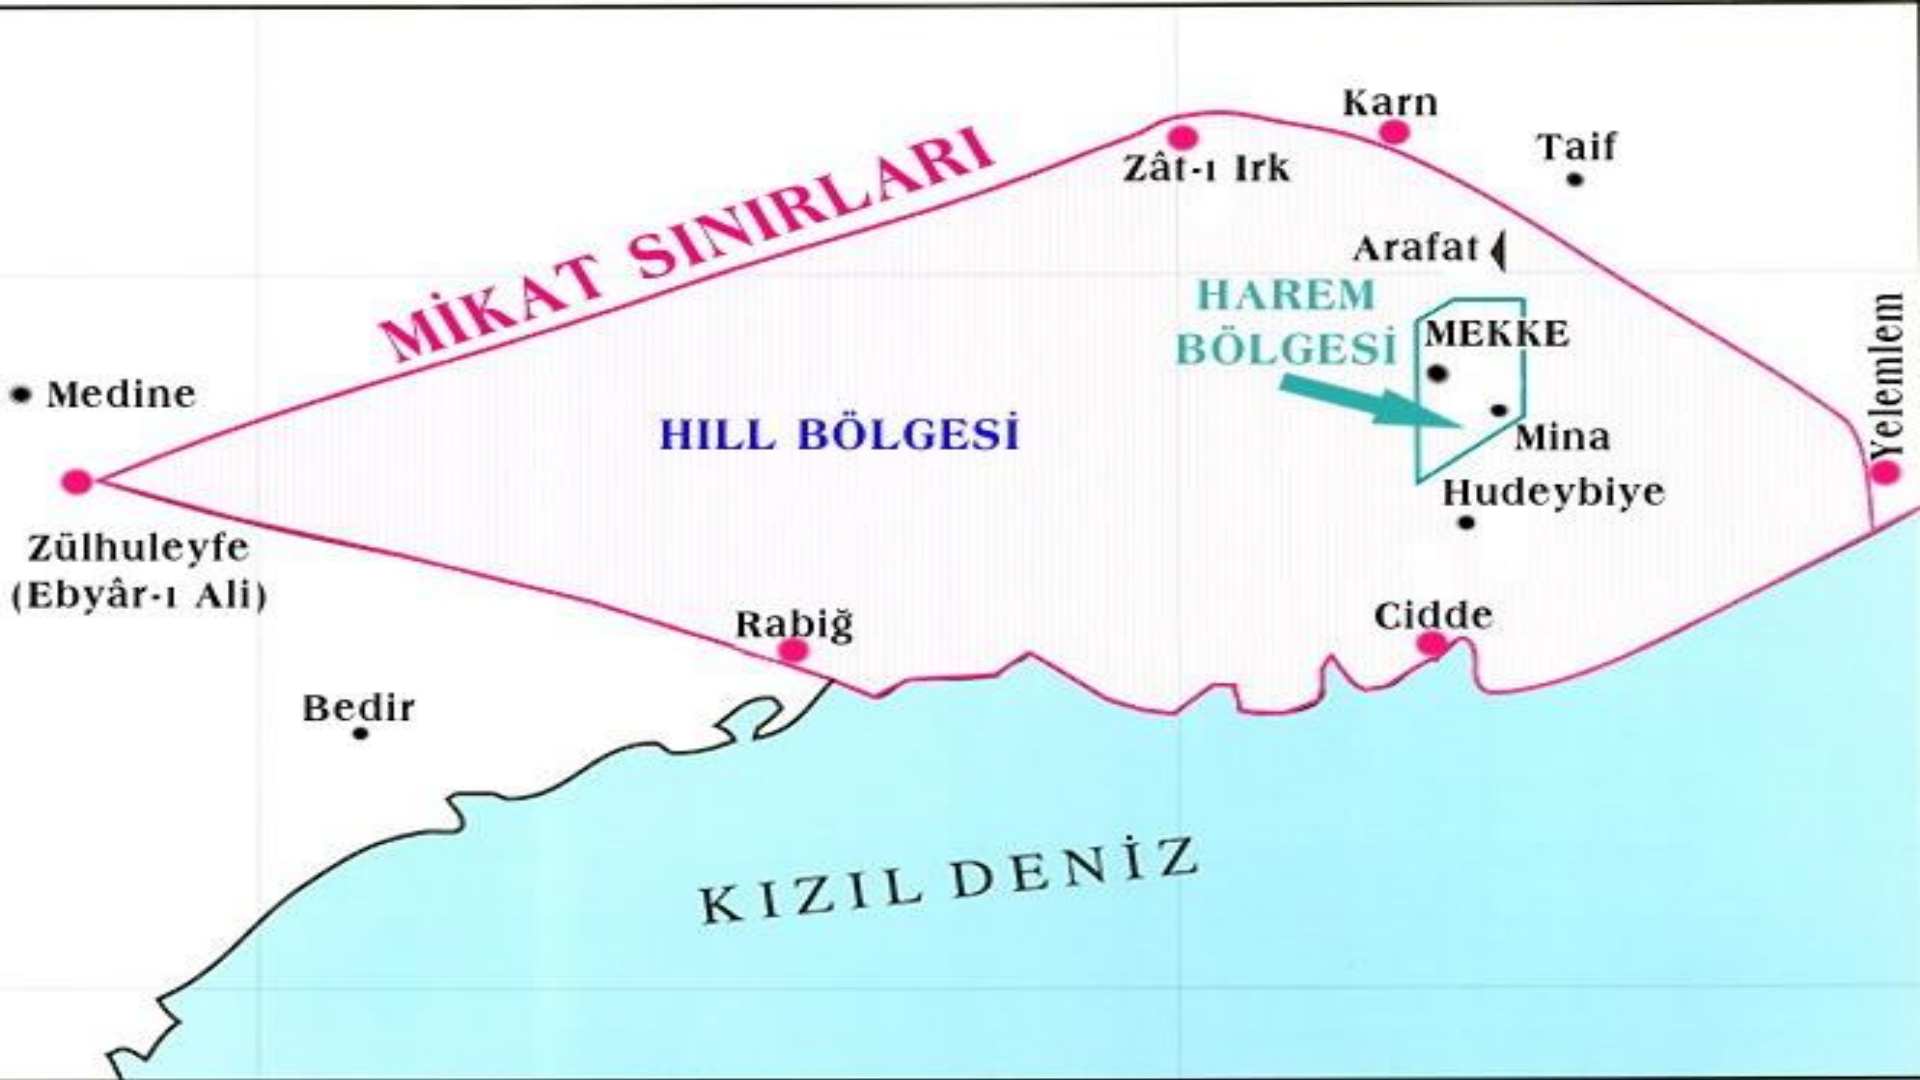 Karn
Taif
Zât-ı Irk
MİKAT SINIRLARI
Arafat
HAREM
BÖLGESİ
MEKKE
Yelemlem
Medine
HILL BÖLGESİ
Mina
Hudeybiye
Zülhuleyfe
(Ebyâr-ı Ali)
Rabiğ
Cidde
Bedir
KIZIL DENİZ